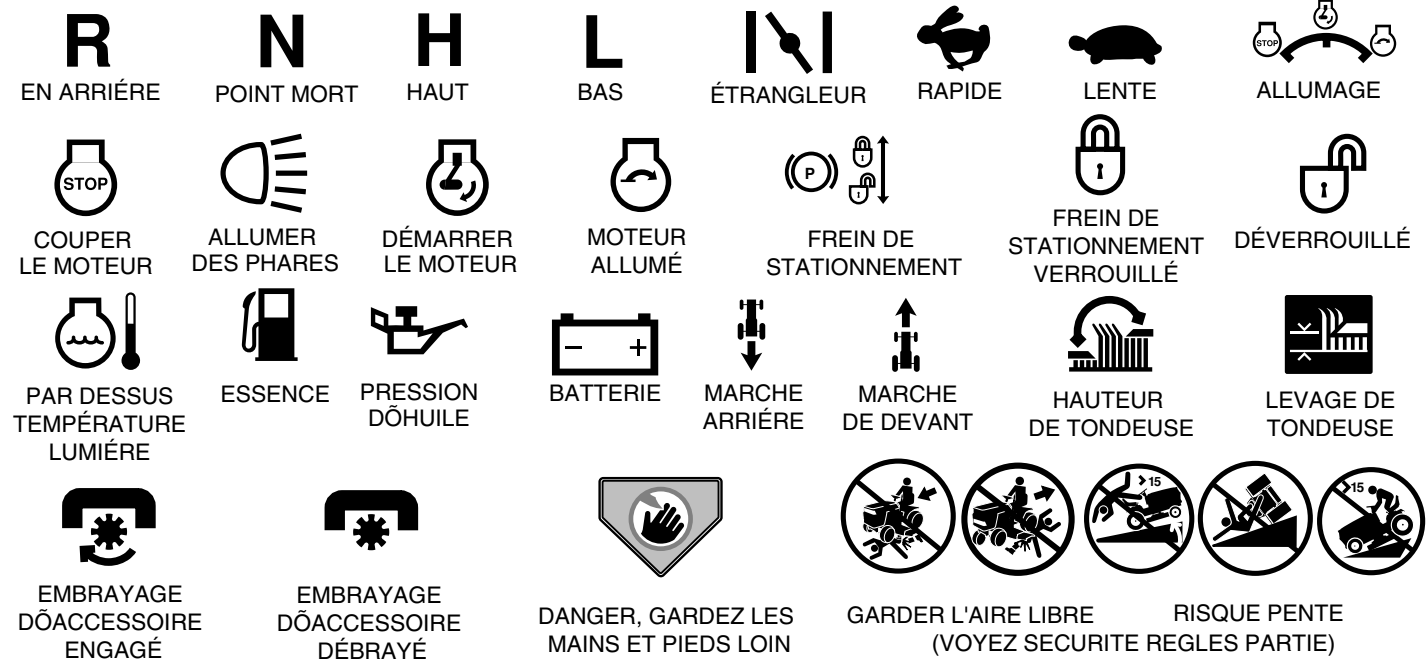 R N H L
STOP
EN ARRIÉRE POINT MORT HAUT BAS ÉTRANGLEUR RAPIDE LENTE ALLUMAGE
STOP
P
COUPER
LE MOTEUR
ALLUMER
DES PHARES
DÉMARRER
LE MOTEUR
MOTEUR
ALLUMÉ
FREIN DE
STATIONNEMENT
FREIN DE
STATIONNEMENT
VERROUILLÉ
DÉVERROUILLÉ
PAR DESSUS
TEMPÉRATURE
LUMIÉRE
ESSENCE
PRESSION
DÕHUILE
− +
BATTERIE
MARCHE
ARRIÉRE
MARCHE
DE DEVANT
HAUTEUR
DE TONDEUSE
LEVAGE DE
TONDEUSE
EMBRAYAGE
DÕACCESSOIRE
ENGAGÉ
EMBRAYAGE
DÕACCESSOIRE
DÉBRAYÉ
DANGER, GARDEZ LES
MAINS ET PIEDS LOIN
>15
>15
GARDER L'AIRE LIBRE RISQUE PENTE
(VOYEZ SECURITE REGLES PARTIE)